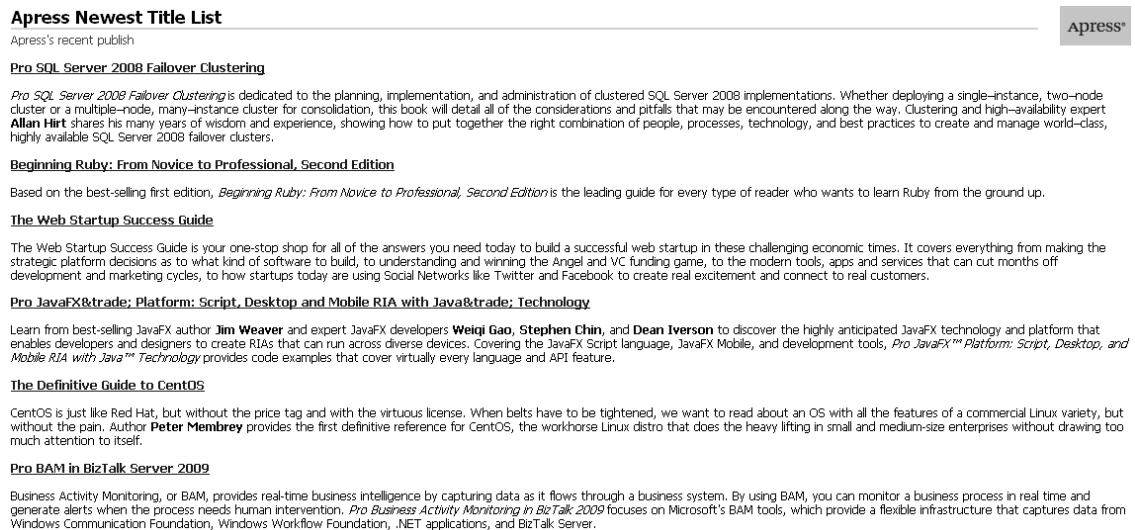 Apress Newest Title List
Apress®
Apress's recent publish
Pro SQL Server 2008 Failover Clustering
Pro SQL Server 2008 Failover Clustering is dedicated to the planning, implementation, and administration of clustered SQL Server 2008 implementations. Whether deploying a single–instance, two–node
cluster or a multiple–node, many–instance cluster for consolidation, this book will detail all of the considerations and pitfalls that may be encountered along the way. Clustering and high–availability expert
Allan Hirt shares his many years of wisdom and experience, showing how to put together the right combination of people, processes, technology, and best practices to create and manage world–class,
highly available SQL Server 2008 failover clusters.
Beginning Ruby: From Novice to Professional, Second Edition
Based on the best-selling first edition, Beginning Ruby: From Novice to Professional, Second Edition is the leading guide for every type of reader who wants to learn Ruby from the ground up.
The Web Startup Success Guide
The Web Startup Success Guide is your one-stop shop for all of the answers you need today to build a successful web startup in these challenging economic times. It covers everything from making the
strategic platform decisions as to what kind of software to build, to understanding and winning the Angel and VC funding game, to the modern tools, apps and services that can cut months off
development and marketing cycles, to how startups today are using Social Networks like Twitter and Facebook to create real excitement and connect to real customers.
Pro JavaFX&trade; Platform: Script, Desktop and Mobile RIA with Java&trade; Technology
Learn from best-selling JavaFX author Jim Weaver and expert JavaFX developers Weiqi Gao, Stephen Chin, and Dean Iverson to discover the highly anticipated JavaFX technology and platform that
enables developers and designers to create RIAs that can run across diverse devices. Covering the JavaFX Script language, JavaFX Mobile, and development tools, Pro JavaFX™ Platform: Script, Desktop, and
Mobile RIA with Java™ Technology provides code examples that cover virtually every language and API feature.
The Definitive Guide to CentOS
CentOS is just like Red Hat, but without the price tag and with the virtuous license. When belts have to be tightened, we want to read about an OS with all the features of a commercial Linux variety, but
without the pain. Author Peter Membrey provides the first definitive reference for CentOS, the workhorse Linux distro that does the heavy lifting in small and medium-size enterprises without drawing too
much attention to itself.
Pro BAM in BizTalk Server 2009
Business Activity Monitoring, or BAM, provides real-time business intelligence by capturing data as it flows through a business system. By using BAM, you can monitor a business process in real time and
generate alerts when the process needs human intervention. Pro Business Activity Monitoring in BizTalk 2009 focuses on Microsoft's BAM tools, which provide a flexible infrastructure that captures data from
Windows Communication Foundation, Windows Workflow Foundation, .NET applications, and BizTalk Server.